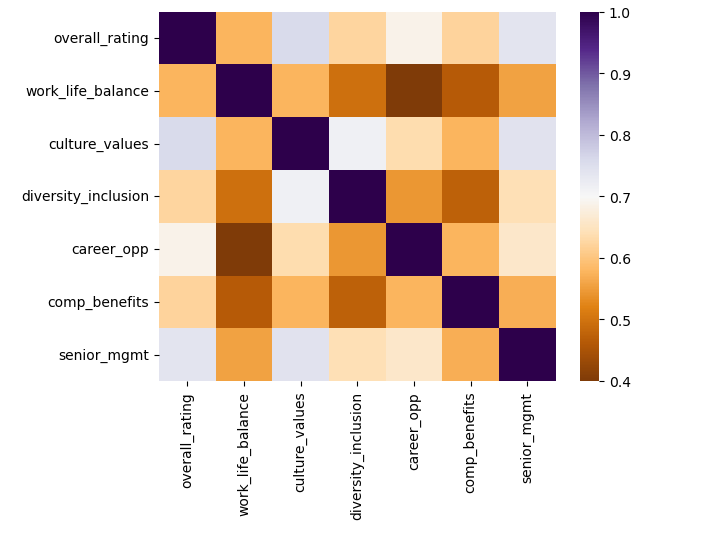 overall_rating
work_life_balance
culture_values
diversity_inclusion
career_opp
comp_benefits
senior_mgmt
overall_rating
work_life_balance
culture_values
diversity_inclusion
career_opp
comp_benefits
senior_mgmt
1.0
0.9
0.8
0.7
0.6
0.5
0.4